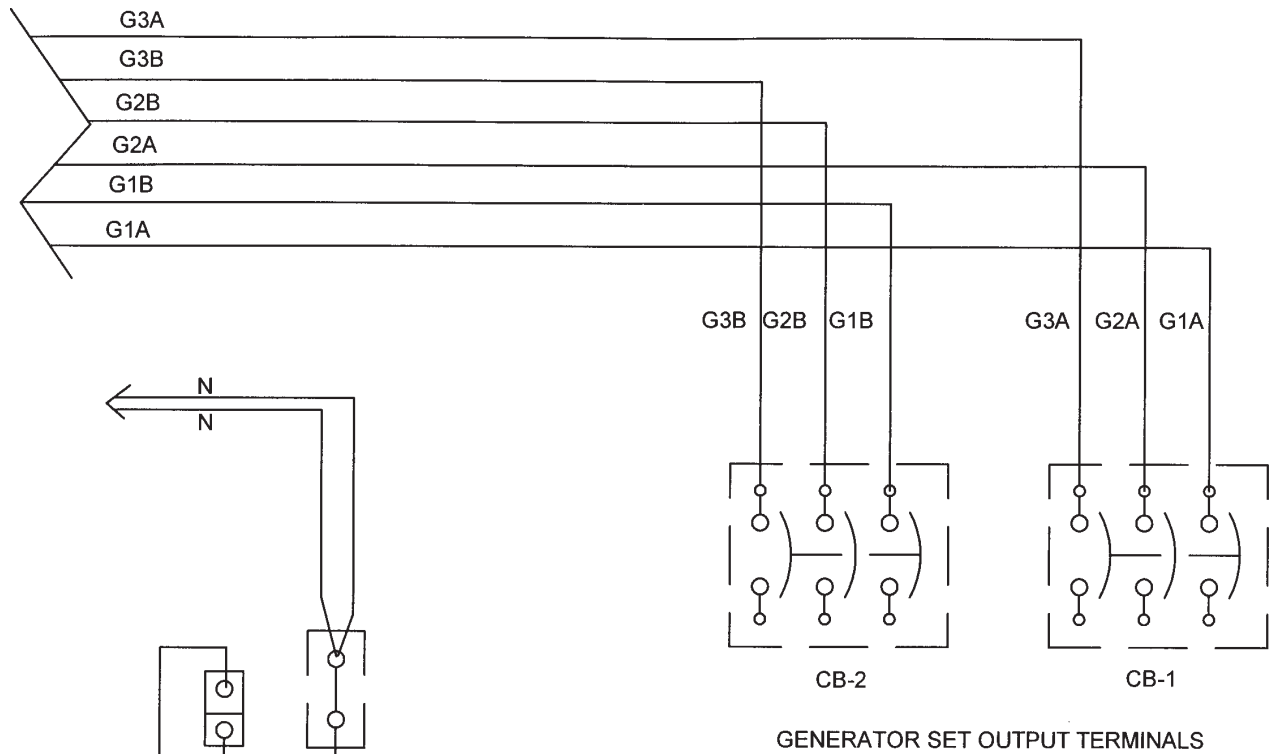 G3A
G3B
G2B
G2A
G1B
G1A
G3B G2B G1B G3A G2A G1A
N
N
CB-2 CB-1
GENERATOR SET OUTPUT TERMINALS